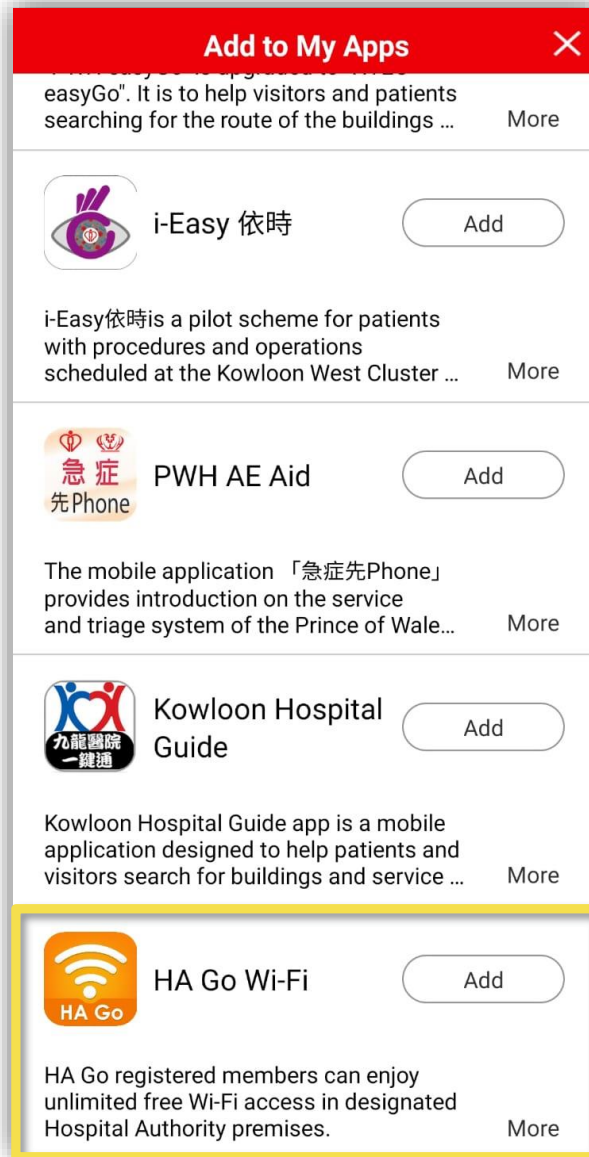 Add to My Apps
easyGo". It is to help visitors and patients
searching for the route of the buildings ... More
i-Easy 依時 Add
i-Easy依時is a pilot scheme for patients
with procedures and operations
scheduled at the Kowloon West Cluster ... More
急症
先Phone
PWH AE Aid Add
The mobile application 「急症先Phone」
provides introduction on the service
and triage system of the Prince of Wale... More
九龍醫院
一鍵通
Kowloon Hospital
Guide
Add
Kowloon Hospital Guide app is a mobile
application designed to help patients and
visitors search for buildings and service ... More
HA Go
HA Go Wi-Fi Add
HA Go registered members can enjoy
unlimited free Wi-Fi access in designated
Hospital Authority premises. More